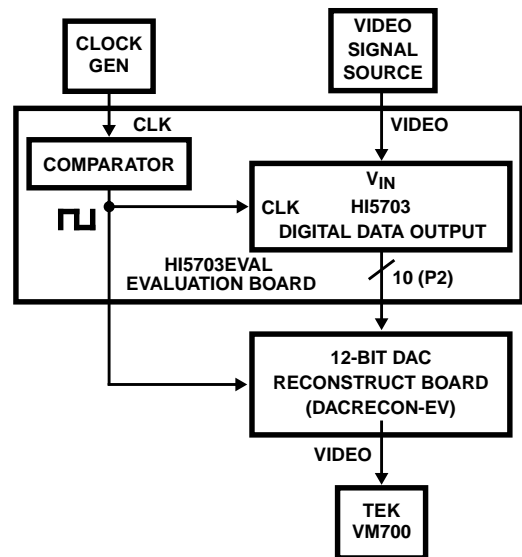 CLOCK
GEN
VIDEO
SIGNAL
SOURCE
CLK
VIDEO
COMPARATOR
VIN
CLK
HI5703
DIGITAL DATA OUTPUT
HI5703EVAL
EVALUATION BOARD
10 (P2)
12-BIT DAC
RECONSTRUCT BOARD
(DACRECON-EV)
VIDEO
TEK
VM700